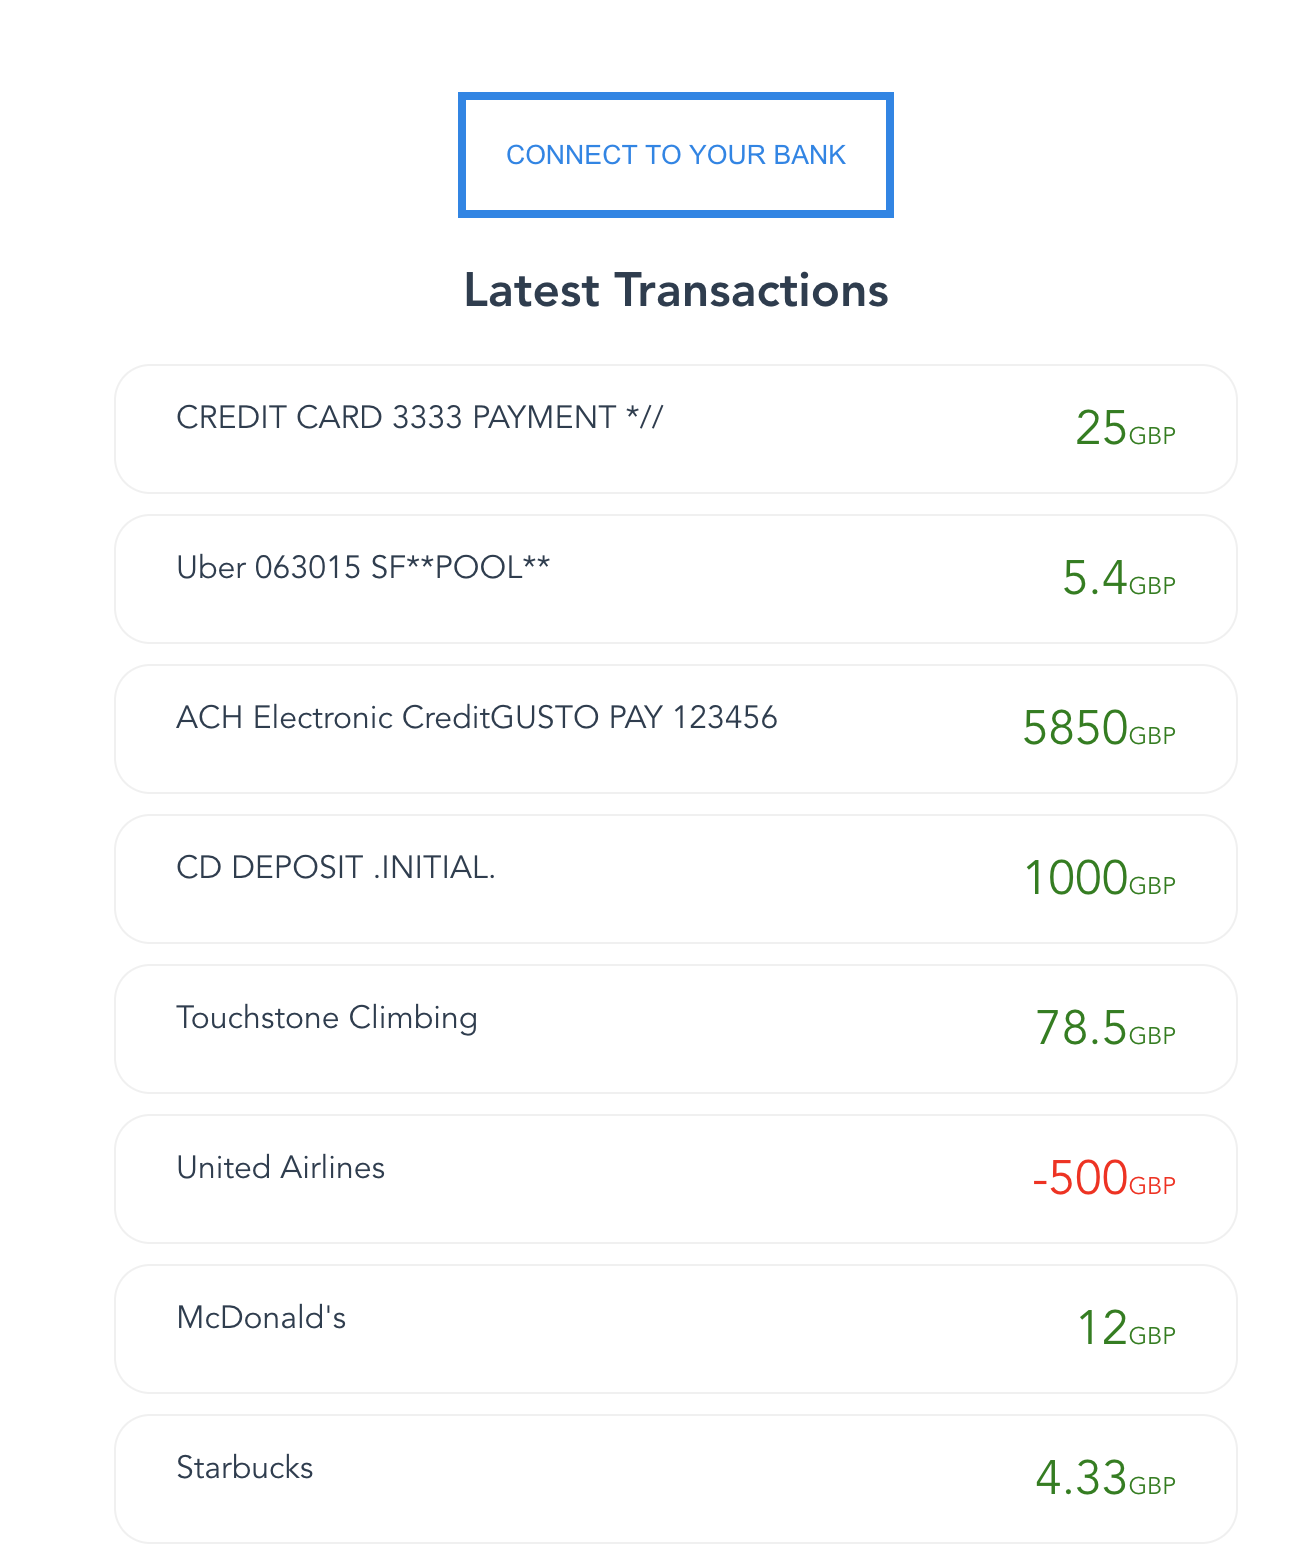 CONNECT TO YOUR BANK
Latest Transactions
CREDIT CARD 3333 PAYMENT *//
25GBP
Uber 063015 SF**POOL**
5.4GBP
ACH Electronic CreditGUSTO PAY 123456
5850GBP
CD DEPOSIT .INITIAL.
1000GBP
Touchstone Climbing
78.5GBP
United Airlines
-500GBP
McDonald's
12GBP
Starbucks
4.33GBP